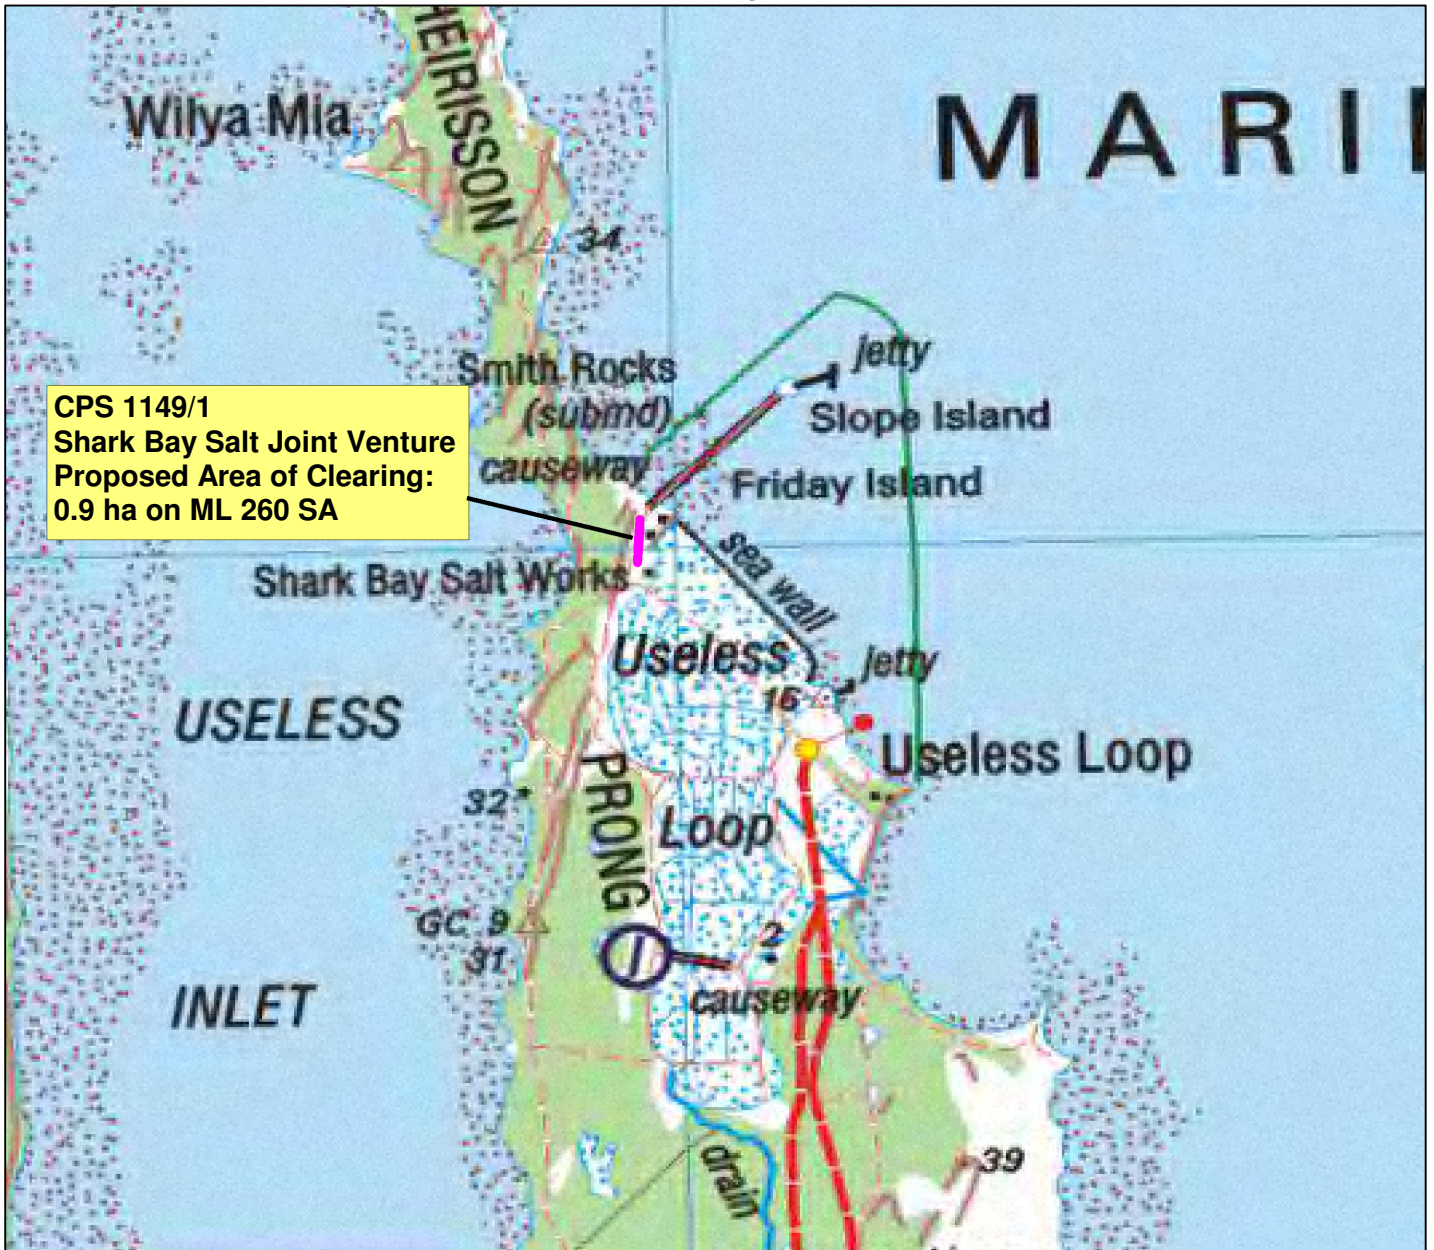 HEIRISSON
Wilya Mia
MARI
34
jetty
Smith Rocks
(submd)
Slope Island
CPS 1149/1
Shark Bay Salt Joint Venture
Proposed Area of Clearing:
0.9 ha on ML 260 SA
causeway
Friday Island
sea wall
Shark Bay Salt Works
Useless
jetty
16
USELESS
Useless Loop
PRONG
32
Loop
GC 9
31
2
causeway
INLET
drain
39